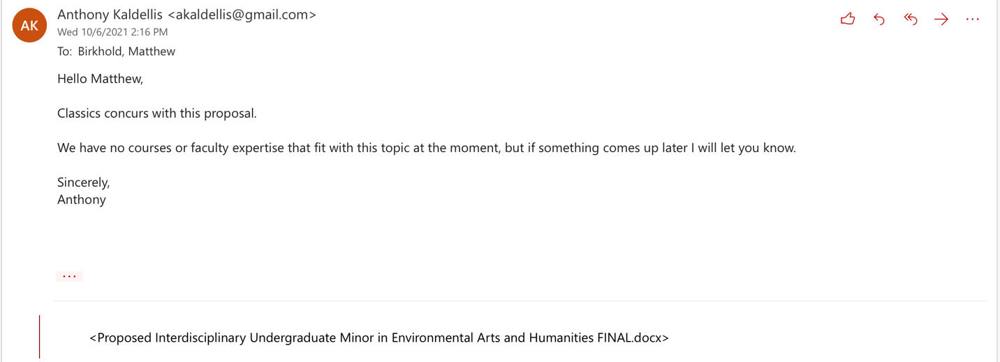 AK
Anthony Kaldellis <akaldellis@gmail.com>
Wed 10/6/2021 2:16 PM
To: Birkhold, Matthew
Hello Matthew,
Classics concurs with this proposal.
We have no courses or faculty expertise that fit with this topic at the moment, but if something comes up later I will let you know.
Sincerely,
Anthony
<Proposed Interdisciplinary Undergraduate Minor in Environmental Arts and Humanities FINAL.docx>